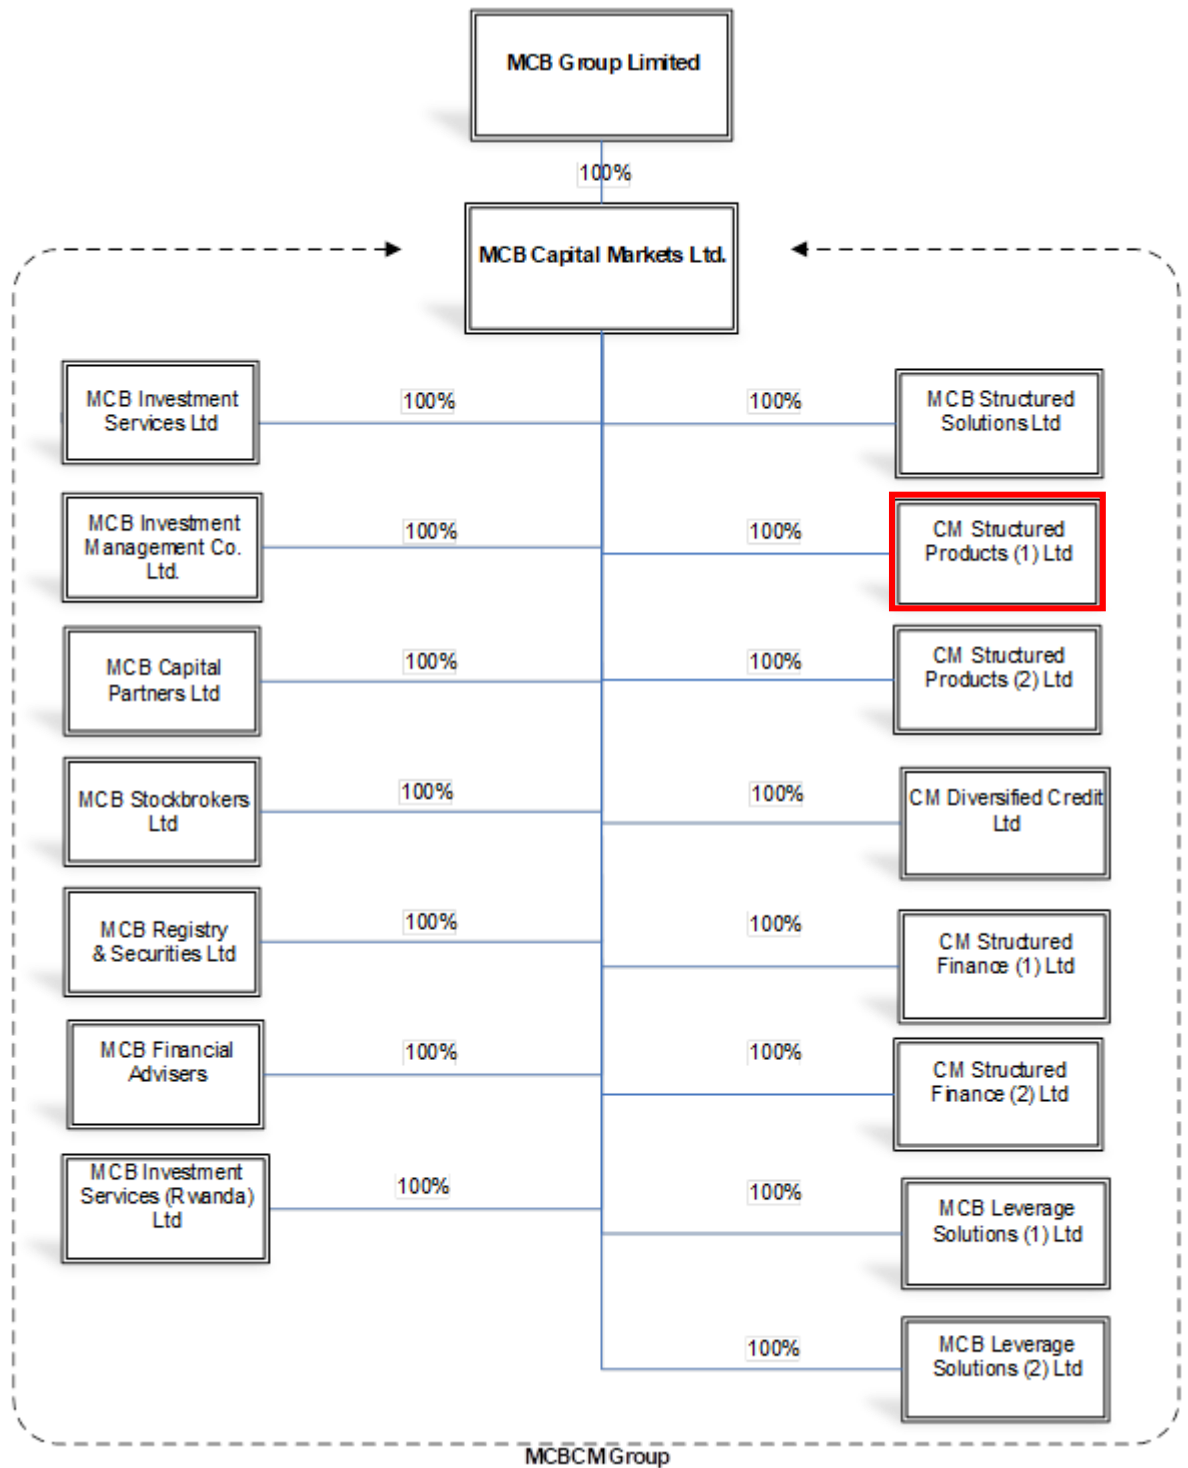 MCB Group Limited
100%
MCB Capital Markets Ltd.
MCB Investment
Services Ltd
100%
100%
MCB Structured
Solutions Ltd
MCB Investment
Management Co.
Ltd.
100%
100%
CM Structured
Products (1) Ltd
MCB Capital
Partners Ltd
100%
100%
CM Structured
Products (2) Ltd
MCB Stockbrokers
Ltd
100%
100%
CM Diversified Credit
Ltd
MCB Registry
& Securities Ltd
100%
100%
CM Structured
Finance (1) Ltd
MCB Financial
Advisers
100%
100%
CM Structured
Finance (2) Ltd
MCB Investment
Services (Rwanda)
Ltd
100%
100%
MCB Leverage
Solutions (1) Ltd
100%
MCB Leverage
Solutions (2) Ltd
MCBCM Group